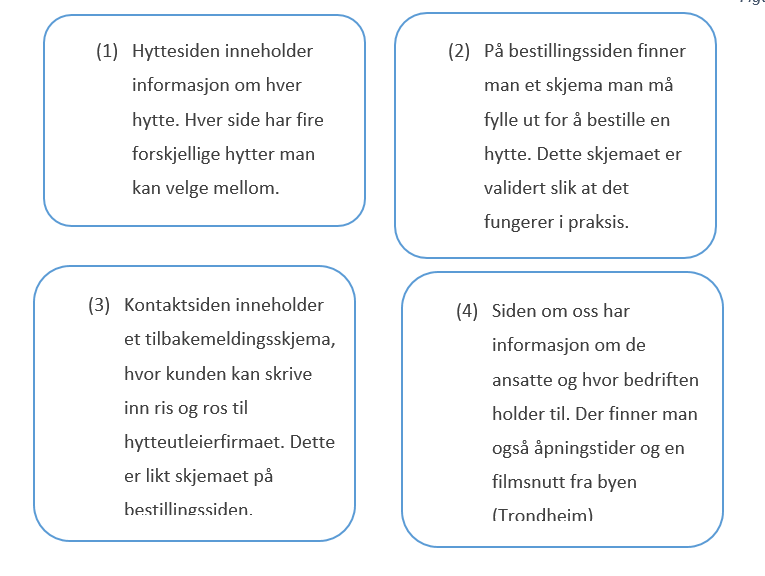 (1) Hyttesiden inneholder
informasjon om hver
hytte. Hver side har fire
forskjellige hytter man
kan velge mellom.
(2) På bestillingssiden finner
man et skjema man må
fylle ut for å bestille en
hytte. Dette skjemaet er
validert slik at det
fungerer i praksis.
(3) Kontaktsiden inneholder
et tilbakemeldingsskjema,
hvor kunden kan skrive
inn ris og ros til
hytteutleierfirmaet. Dette
er likt skjemaet på
bestillingssiden.
(4) Siden om oss har
informasjon om de
ansatte og hvor bedriften
holder til. Der finner man
også åpningstider og en
filmsnutt fra byen
(Trondheim)